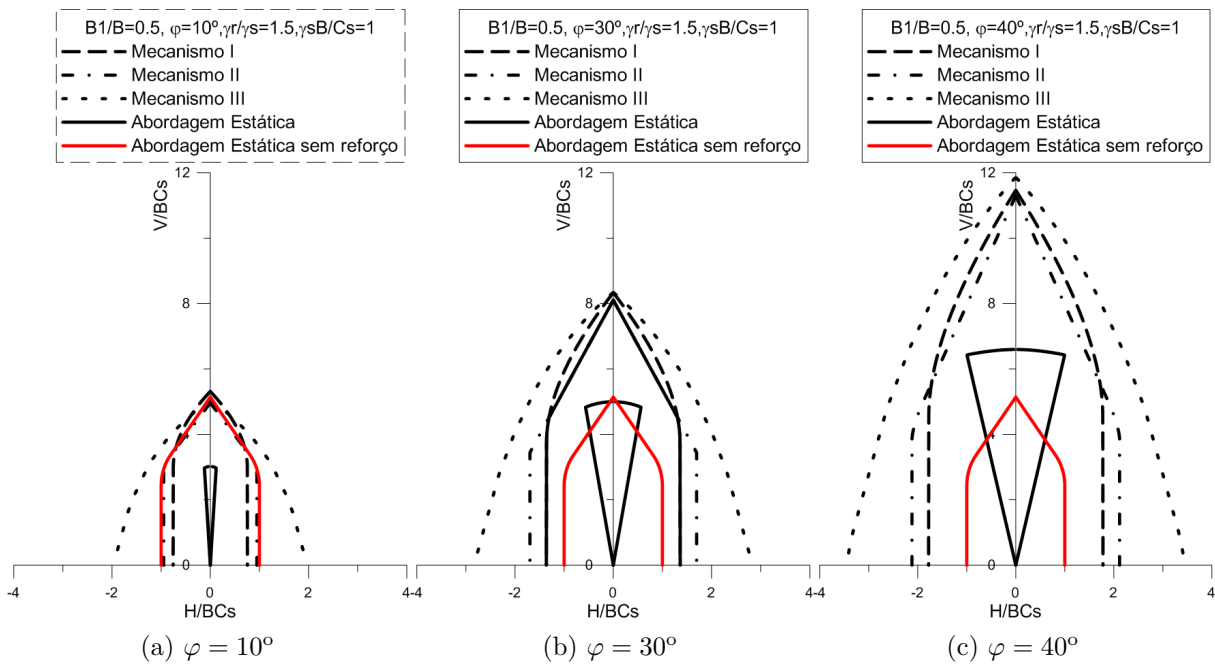 B1/B=0.5, φ=10º,γr/γs=1.5,γsB/Cs=1
Mecanismo I
Mecanismo II
Mecanismo III
Abordagem Estática
Abordagem Estática sem reforço
12
V/BCs
8
4
0
-4
-2
0
2
4
H/BCs
(a) φ = 10º
B1/B=0.5, φ=30º,γr/γs=1.5,γsB/Cs=1
Mecanismo I
Mecanismo II
Mecanismo III
Abordagem Estática
Abordagem Estática sem reforço
12
V/BCs
8
4
0
-4
-2
0
2
4
H/BCs
(b) φ = 30º
B1/B=0.5, φ=40º,γr/γs=1.5,γsB/Cs=1
Mecanismo I
Mecanismo II
Mecanismo III
Abordagem Estática
Abordagem Estática sem reforço
12
V/BCs
8
4
0
-4
-2
0
2
4
H/BCs
(c) φ = 40º